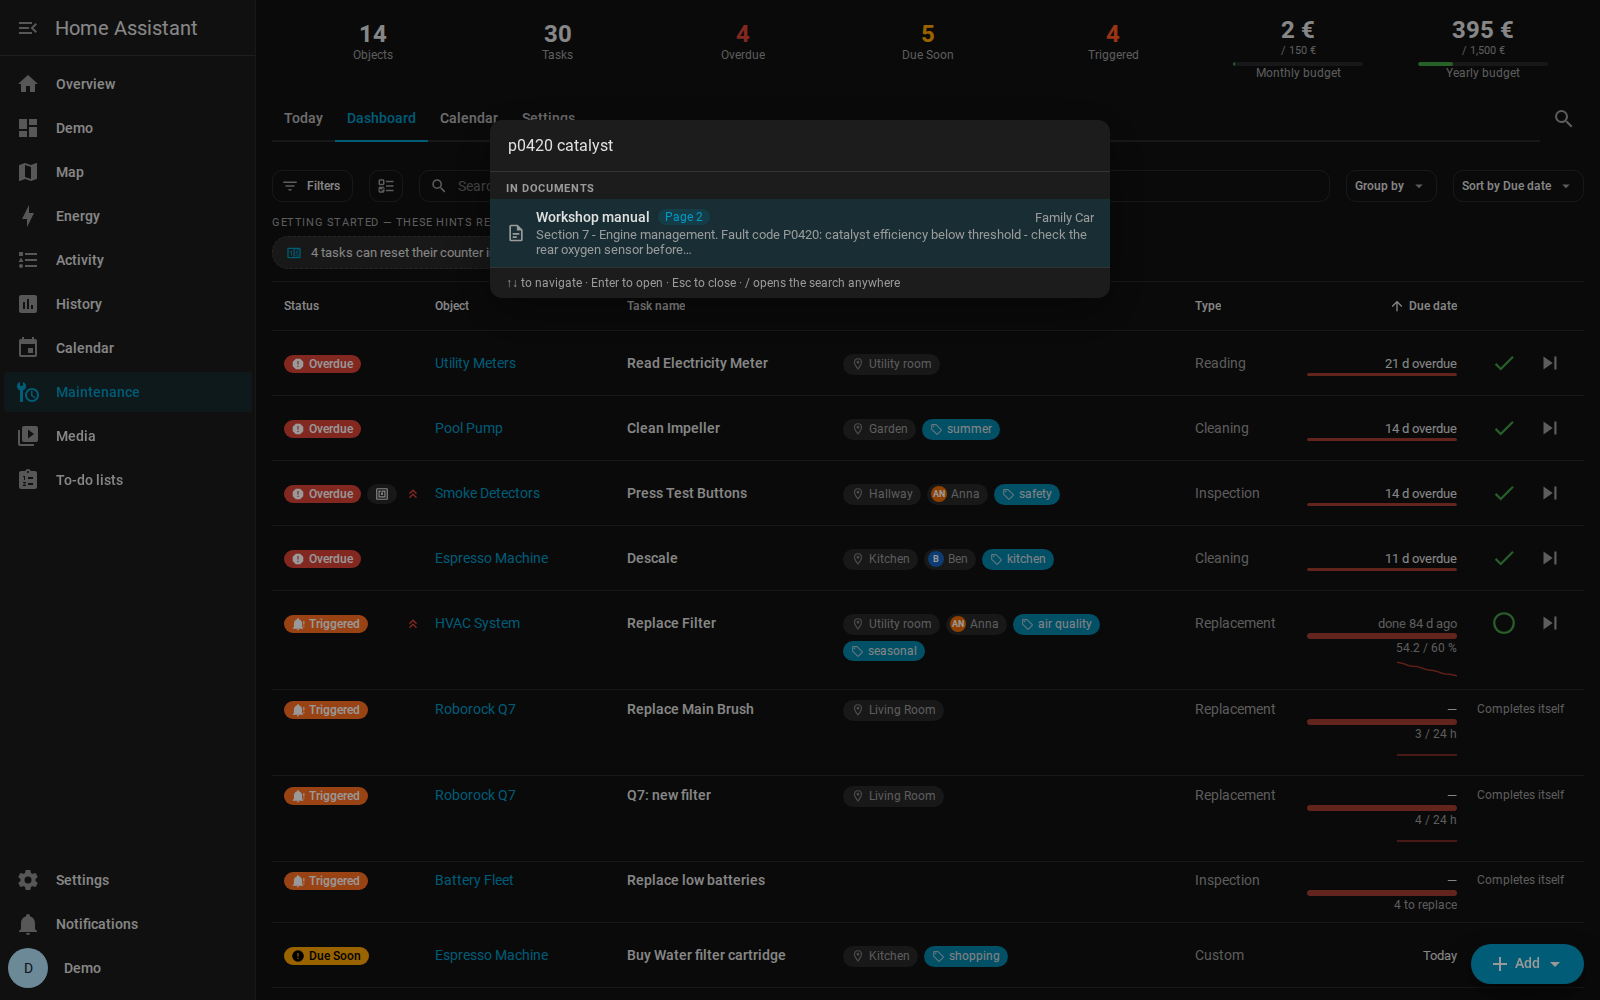 Home Assistant
Overview
Demo
Map
Energy
Activity
History
Calendar
Maintenance
Media
To-do lists
Settings
Notifications
D Demo
14 Objects
30 Tasks
4 Overdue
5 Due Soon
4 Triggered
2 € / 150 € Monthly budget
395 € / 1,500 € Yearly budget
Today Dashboard Calendar Settings
p0420 catalyst
IN DOCUMENTS
Workshop manual Page 2 Family Car
Section 7 - Engine management. Fault code P0420: catalyst efficiency below threshold - check the
rear oxygen sensor before…
↑↓ to navigate · Enter to open · Esc to close · / opens the search anywhere
Filters Group by Sort by Due date
GETTING STARTED — THESE HINTS
4 tasks can reset their counter
Status Object Task name Type Due date
Overdue Utility Meters Read Electricity Meter Utility room Reading 21 d overdue
Overdue Pool Pump Clean Impeller Garden summer Cleaning 14 d overdue
Overdue Smoke Detectors Press Test Buttons Hallway AN Anna safety Inspection 14 d overdue
Overdue Espresso Machine Descale Kitchen B Ben kitchen Cleaning 11 d overdue
Triggered HVAC System Replace Filter Utility room AN Anna air quality Replacement done 84 d ago
seasonal 54.2 / 60 %
Triggered Roborock Q7 Replace Main Brush Living Room Replacement — Completes itself
3 / 24 h
Triggered Roborock Q7 Q7: new filter Living Room Replacement — Completes itself
4 / 24 h
Triggered Battery Fleet Replace low batteries Inspection — Completes itself
4 to replace
Due Soon Espresso Machine Buy Water filter cartridge Kitchen shopping Custom Today
Add